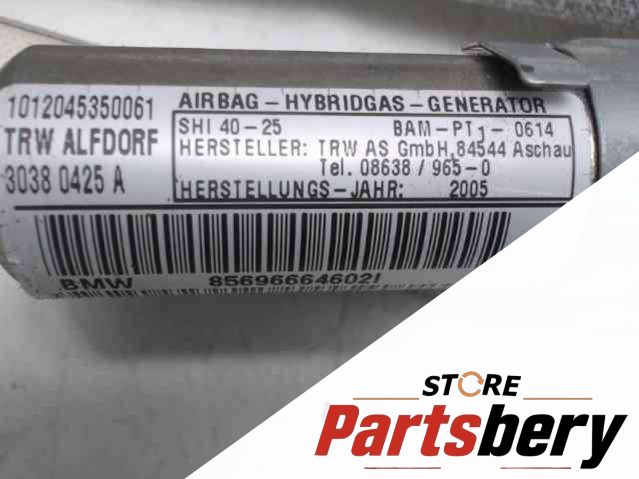 1012045350061
TRW ALFDORF
3038 0425 A
AIRBAG - HYBRIDGAS - GENERATOR
SHI 40-25 BAM-PT1 - 0614
HERSTELLER: TRW AS GmbH, 84544 Aschau
Tel. 08638 / 965-0
HERSTELLUNGS-JAHR: 2005
BMW 85696664602I
STORE
Partsbery